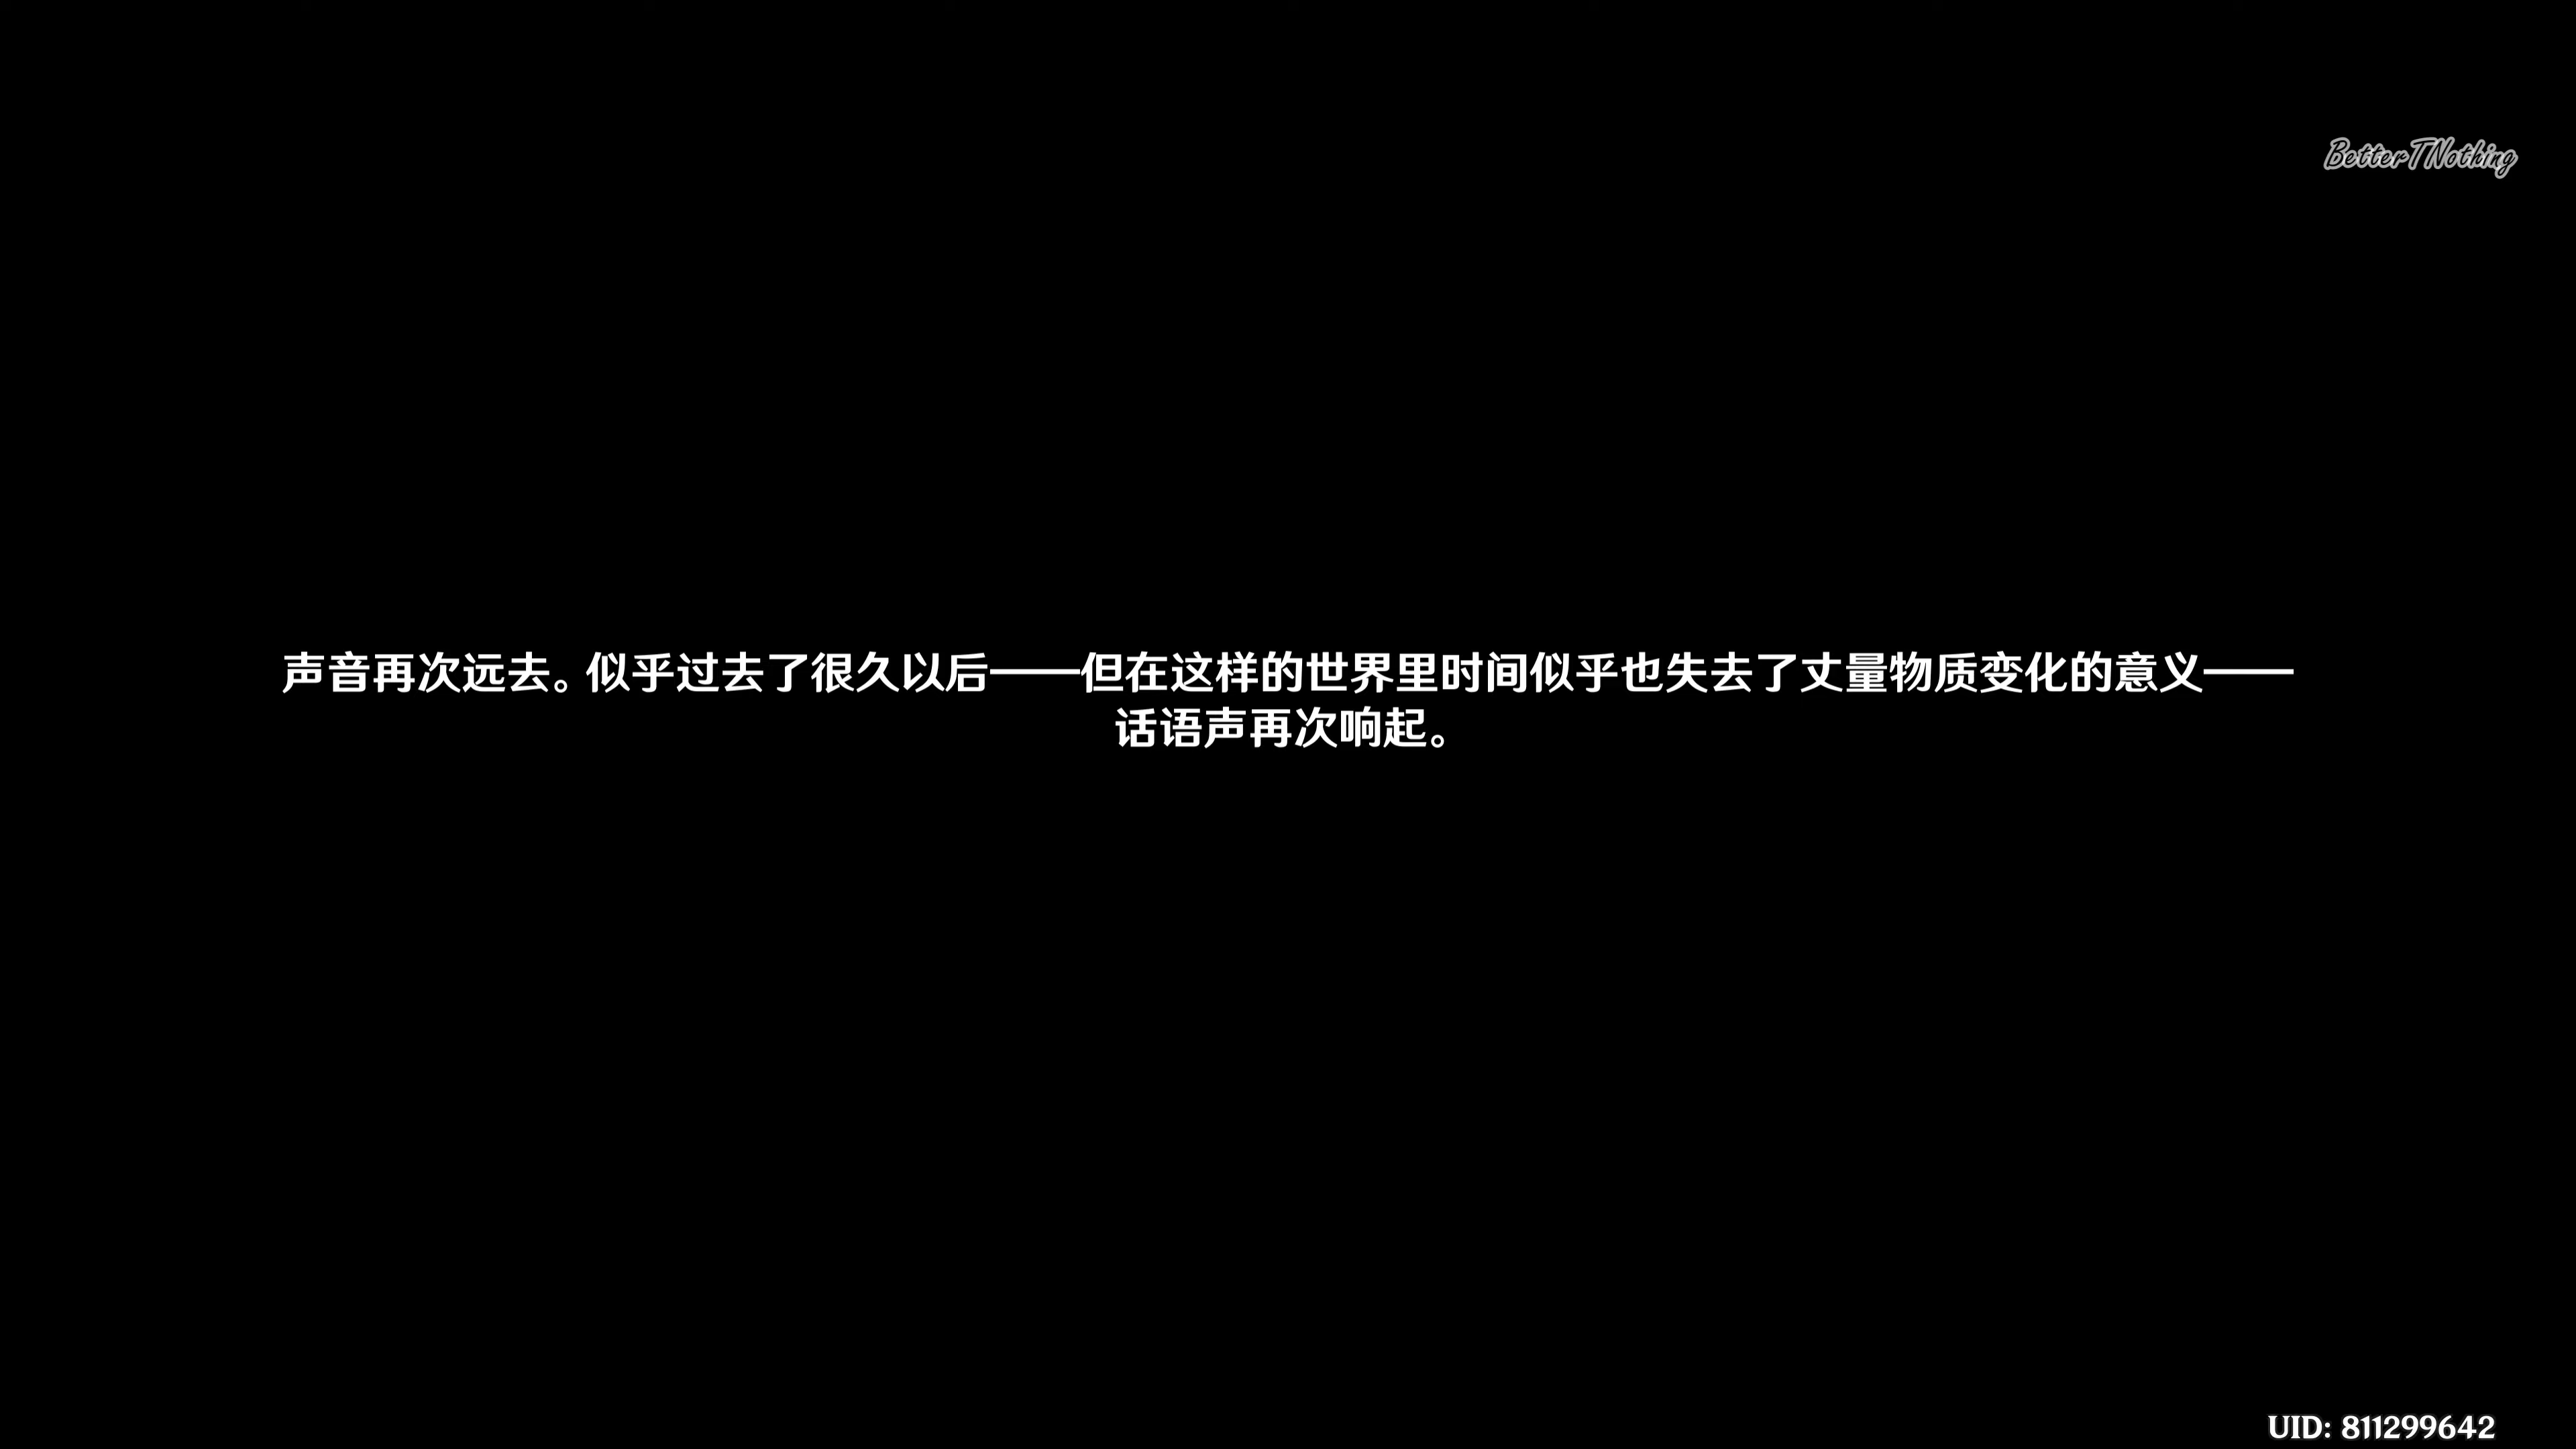 BetterTNothing
声音再次远去。似乎过去了很久以后——但在这样的世界里时间似乎也失去了丈量物质变化的意义——
话语声再次响起。
UID: 811299642